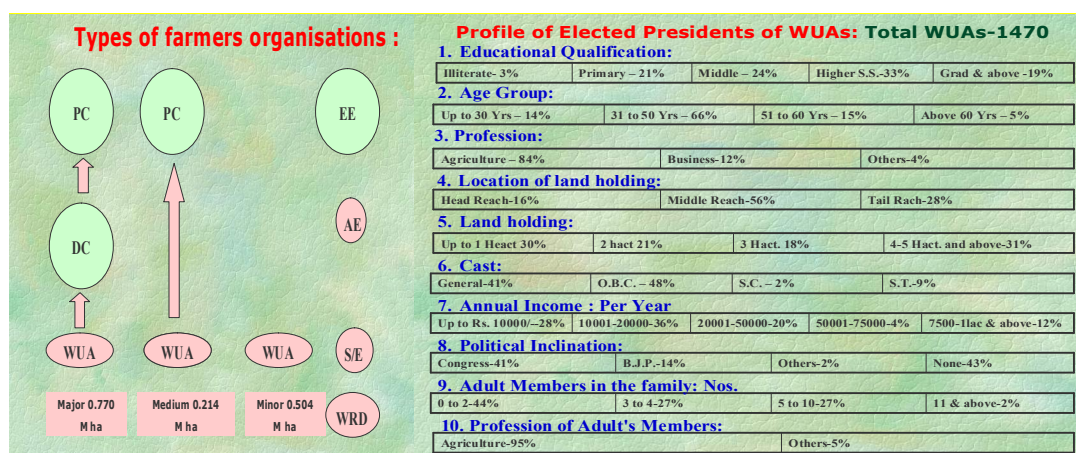 Types of farmers organisations :
PC PC EE
AE
DC
WUA WUA WUA S/E
Major 0.770 Medium 0.214 Minor 0.504
M ha M ha M ha
WRD
Profile of Elected Presidents of WUAs: Total WUAs-1470
1. Educational Qualification:
Illiterate- 3% Primary – 21% Middle – 24% Higher S.S.-33% Grad & above -19%
2. Age Group:
Up to 30 Yrs – 14% 31 to 50 Yrs – 66% 51 to 60 Yrs – 15% Above 60 Yrs – 5%
3. Profession:
Agriculture – 84% Business-12% Others-4%
4. Location of land holding:
Head Reach-16% Middle Reach-56% Tail Rach-28%
5. Land holding:
Up to 1 Heact 30% 2 hact 21% 3 Hact. 18% 4-5 Hact. and above-31%
6. Cast:
General-41% O.B.C. – 48% S.C. – 2% S.T.-9%
7. Annual Income : Per Year
Up to Rs. 10000/–28% 10001-20000-36% 20001-50000-20% 50001-75000-4% 7500-1lac & above-12%
8. Political Inclination:
Congress-41% B.J.P.-14% Others-2% None-43%
9. Adult Members in the family: Nos.
0 to 2-44% 3 to 4-27% 5 to 10-27% 11 & above-2%
10. Profession of Adult's Members:
Agriculture-95% Others-5%